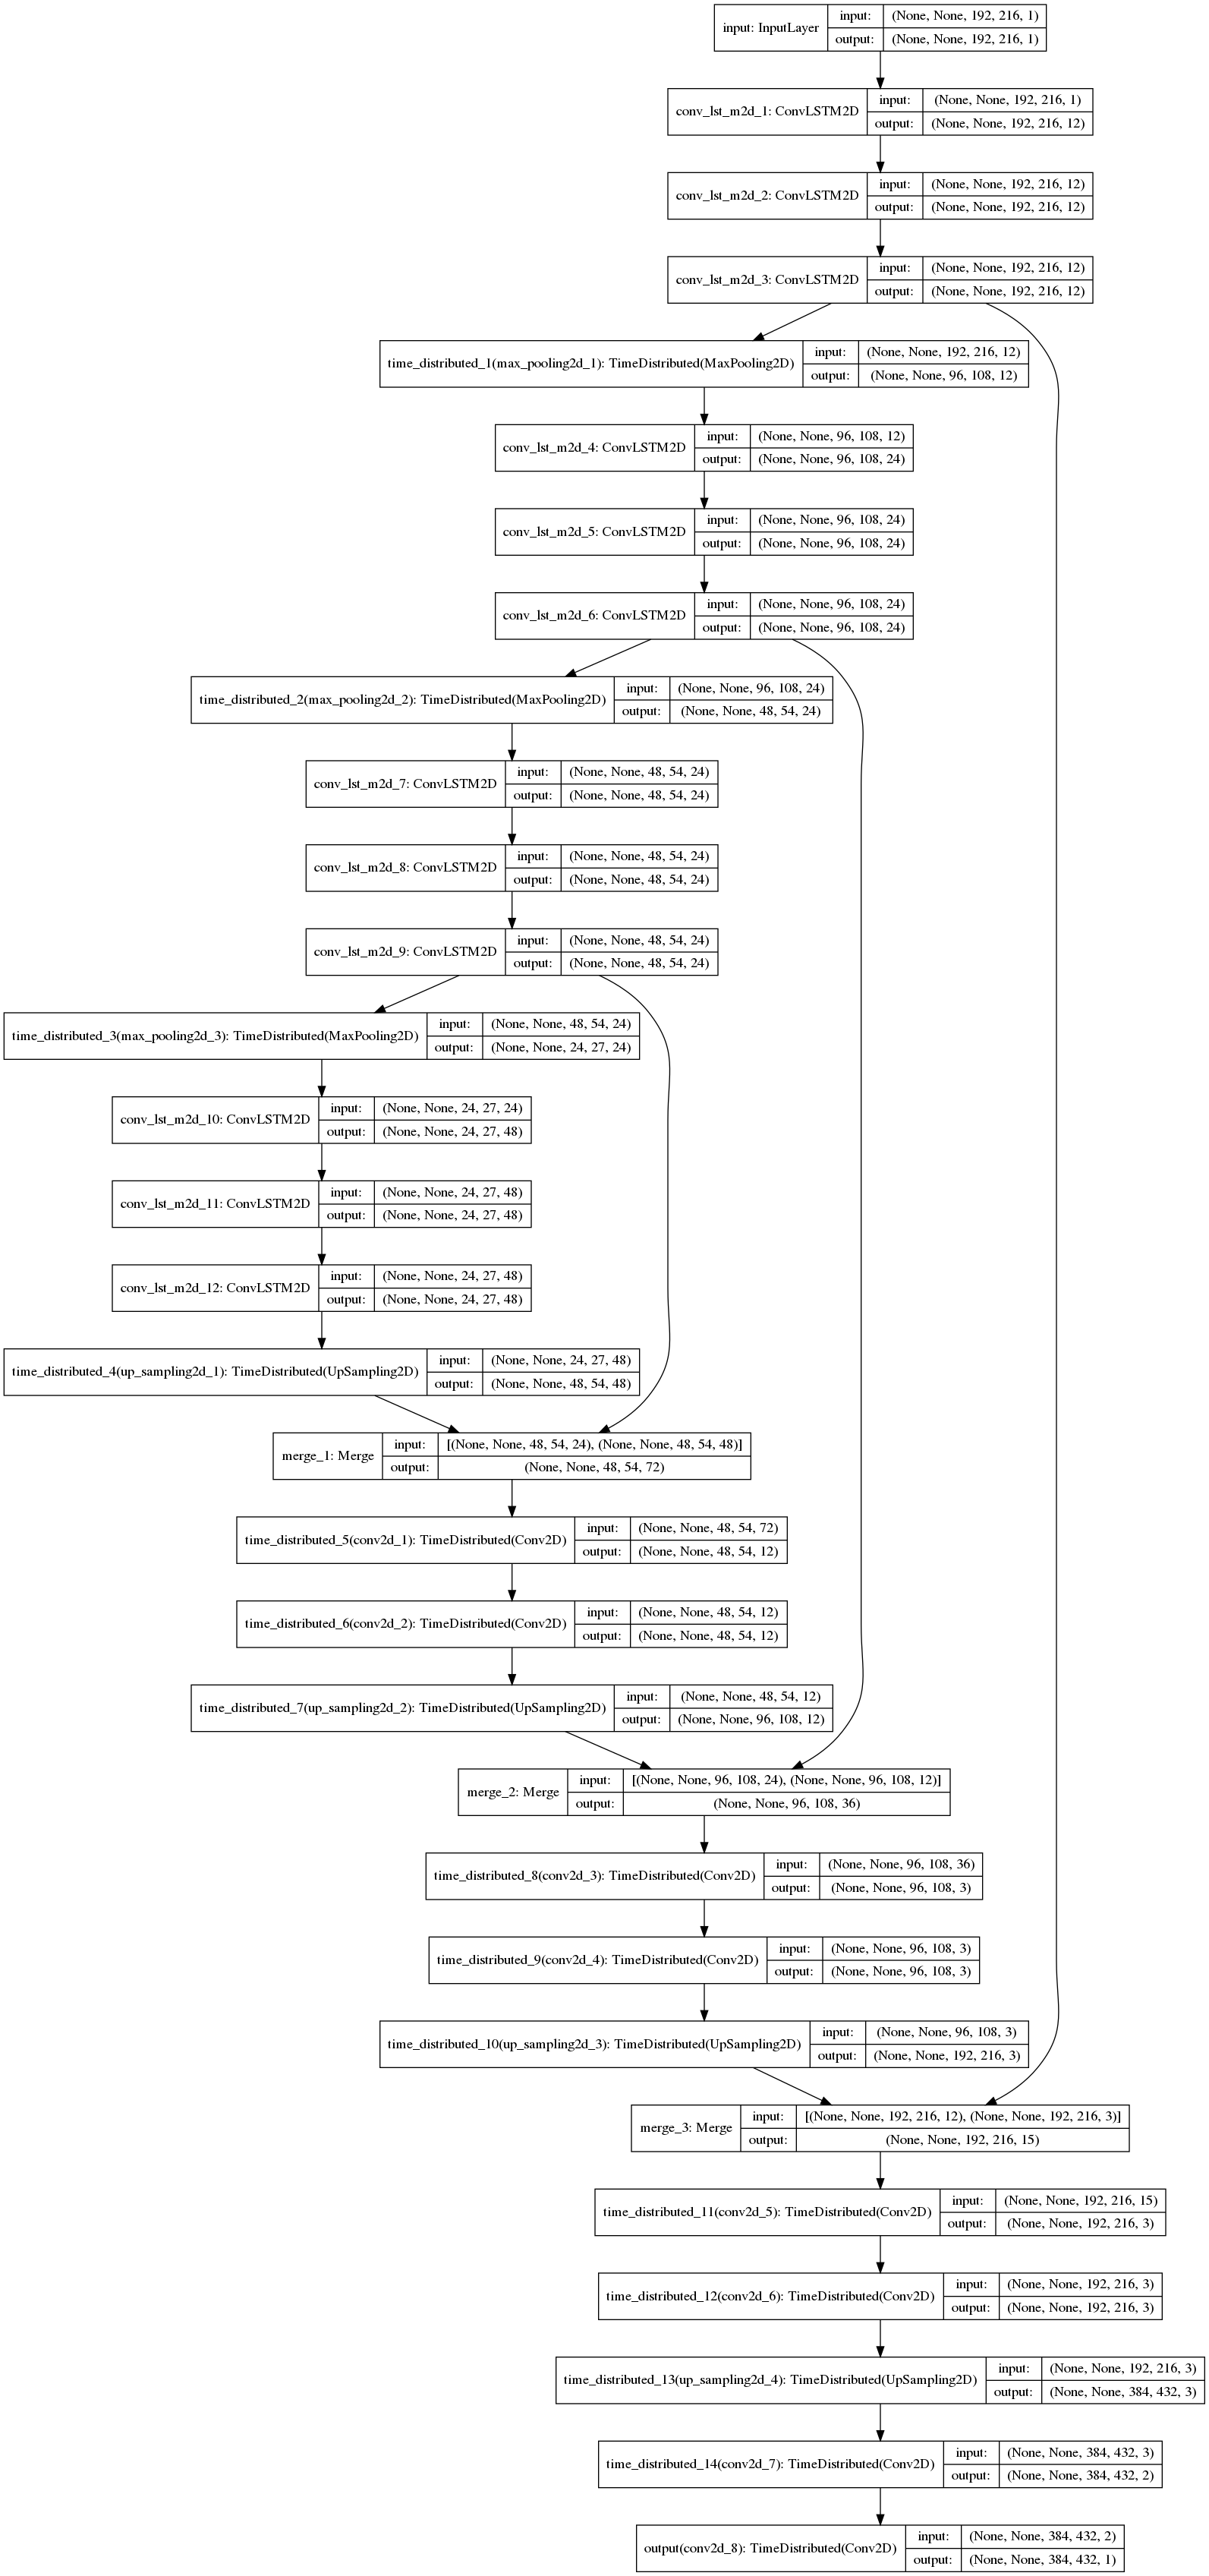 input: InputLayer
input: (None, None, 192, 216, 1)
output: (None, None, 192, 216, 1)
conv_lst_m2d_1: ConvLSTM2D
input: (None, None, 192, 216, 1)
output: (None, None, 192, 216, 12)
conv_lst_m2d_2: ConvLSTM2D
input: (None, None, 192, 216, 12)
output: (None, None, 192, 216, 12)
conv_lst_m2d_3: ConvLSTM2D
input: (None, None, 192, 216, 12)
output: (None, None, 192, 216, 12)
time_distributed_1(max_pooling2d_1): TimeDistributed(MaxPooling2D)
input: (None, None, 192, 216, 12)
output: (None, None, 96, 108, 12)
conv_lst_m2d_4: ConvLSTM2D
input: (None, None, 96, 108, 12)
output: (None, None, 96, 108, 24)
conv_lst_m2d_5: ConvLSTM2D
input: (None, None, 96, 108, 24)
output: (None, None, 96, 108, 24)
conv_lst_m2d_6: ConvLSTM2D
input: (None, None, 96, 108, 24)
output: (None, None, 96, 108, 24)
time_distributed_2(max_pooling2d_2): TimeDistributed(MaxPooling2D)
input: (None, None, 96, 108, 24)
output: (None, None, 48, 54, 24)
conv_lst_m2d_7: ConvLSTM2D
input: (None, None, 48, 54, 24)
output: (None, None, 48, 54, 24)
conv_lst_m2d_8: ConvLSTM2D
input: (None, None, 48, 54, 24)
output: (None, None, 48, 54, 24)
conv_lst_m2d_9: ConvLSTM2D
input: (None, None, 48, 54, 24)
output: (None, None, 48, 54, 24)
time_distributed_3(max_pooling2d_3): TimeDistributed(MaxPooling2D)
input: (None, None, 48, 54, 24)
output: (None, None, 24, 27, 24)
conv_lst_m2d_10: ConvLSTM2D
input: (None, None, 24, 27, 24)
output: (None, None, 24, 27, 48)
conv_lst_m2d_11: ConvLSTM2D
input: (None, None, 24, 27, 48)
output: (None, None, 24, 27, 48)
conv_lst_m2d_12: ConvLSTM2D
input: (None, None, 24, 27, 48)
output: (None, None, 24, 27, 48)
time_distributed_4(up_sampling2d_1): TimeDistributed(UpSampling2D)
input: (None, None, 24, 27, 48)
output: (None, None, 48, 54, 48)
merge_1: Merge
input: [(None, None, 48, 54, 24), (None, None, 48, 54, 48)]
output: (None, None, 48, 54, 72)
time_distributed_5(conv2d_1): TimeDistributed(Conv2D)
input: (None, None, 48, 54, 72)
output: (None, None, 48, 54, 12)
time_distributed_6(conv2d_2): TimeDistributed(Conv2D)
input: (None, None, 48, 54, 12)
output: (None, None, 48, 54, 12)
time_distributed_7(up_sampling2d_2): TimeDistributed(UpSampling2D)
input: (None, None, 48, 54, 12)
output: (None, None, 96, 108, 12)
merge_2: Merge
input: [(None, None, 96, 108, 24), (None, None, 96, 108, 12)]
output: (None, None, 96, 108, 36)
time_distributed_8(conv2d_3): TimeDistributed(Conv2D)
input: (None, None, 96, 108, 36)
output: (None, None, 96, 108, 3)
time_distributed_9(conv2d_4): TimeDistributed(Conv2D)
input: (None, None, 96, 108, 3)
output: (None, None, 96, 108, 3)
time_distributed_10(up_sampling2d_3): TimeDistributed(UpSampling2D)
input: (None, None, 96, 108, 3)
output: (None, None, 192, 216, 3)
merge_3: Merge
input: [(None, None, 192, 216, 12), (None, None, 192, 216, 3)]
output: (None, None, 192, 216, 15)
time_distributed_11(conv2d_5): TimeDistributed(Conv2D)
input: (None, None, 192, 216, 15)
output: (None, None, 192, 216, 3)
time_distributed_12(conv2d_6): TimeDistributed(Conv2D)
input: (None, None, 192, 216, 3)
output: (None, None, 192, 216, 3)
time_distributed_13(up_sampling2d_4): TimeDistributed(UpSampling2D)
input: (None, None, 192, 216, 3)
output: (None, None, 384, 432, 3)
time_distributed_14(conv2d_7): TimeDistributed(Conv2D)
input: (None, None, 384, 432, 3)
output: (None, None, 384, 432, 2)
output(conv2d_8): TimeDistributed(Conv2D)
input: (None, None, 384, 432, 2)
output: (None, None, 384, 432, 1)